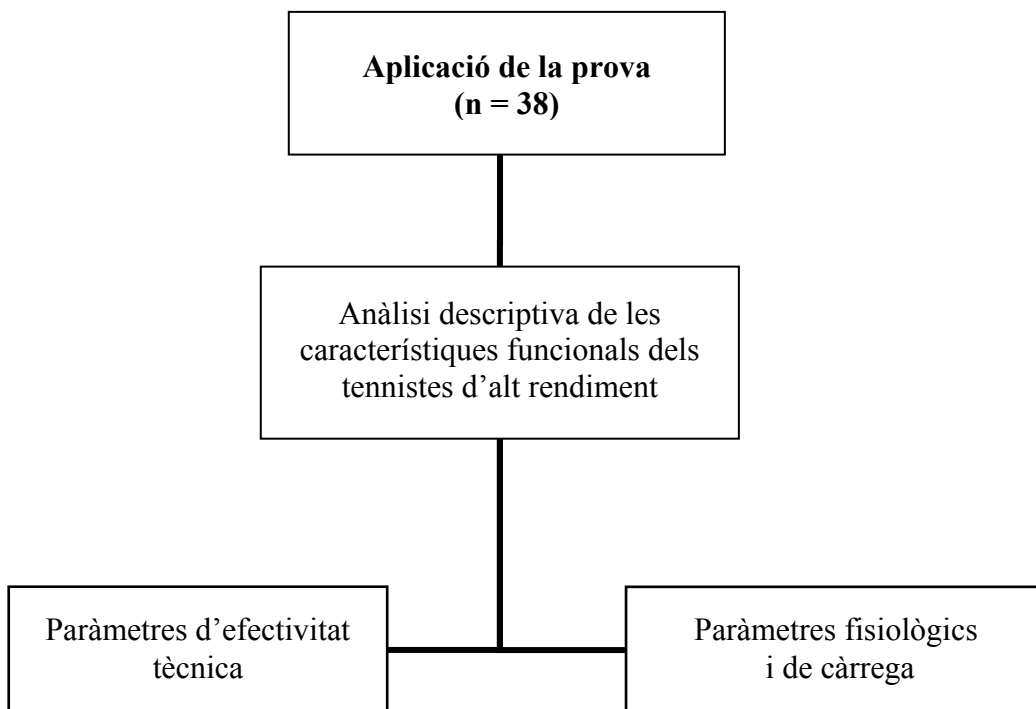 Aplicació de la prova
(n = 38)
Anàlisi descriptiva de les
característiques funcionals dels
tennistes d’alt rendiment
Paràmetres d’efectivitat
tècnica
Paràmetres fisiològics
i de càrrega